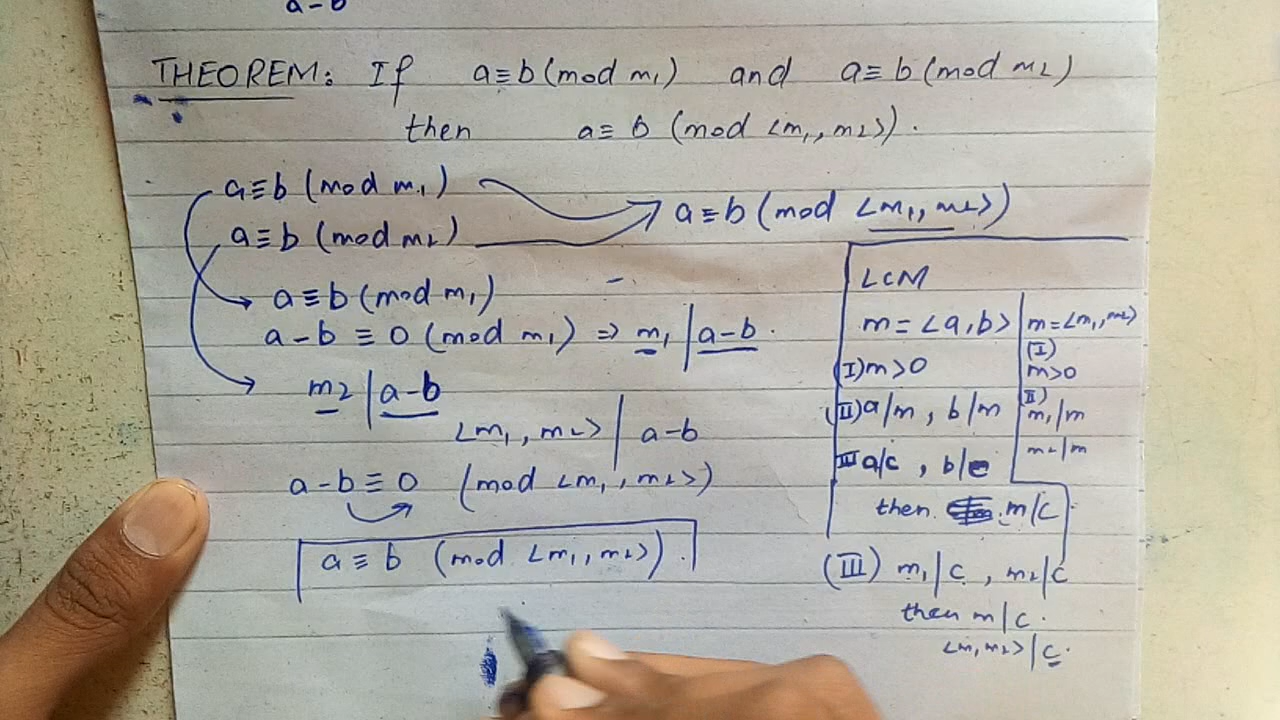 a-b
THEOREM: If a≡b(mod m₁) and a≡b(mod m₂)
then a≡b (mod <m₁,m₂>).
a≡b (mod m₁)
a≡b (mod m₂)
a≡b (mod <m₁,m₂>)
a≡b(mod m₁)
a-b ≡ 0 (mod m₁) ⇒ m₁ | a-b.
m₂ | a-b
<m₁,m₂> | a-b
a-b≡0 (mod <m₁,m₂>)
a≡b (mod <m₁,m₂>).
LCM
m=<a,b>
(I) m>0
(II) a/m, b/m
III a/c, b/c
then m/c.
m=<m₁,m₂>
(I)
m>0
II)
m₁/m
m₂/m
(III) m₁|c, m₂|c
then m|c.
<m₁,m₂>|c.